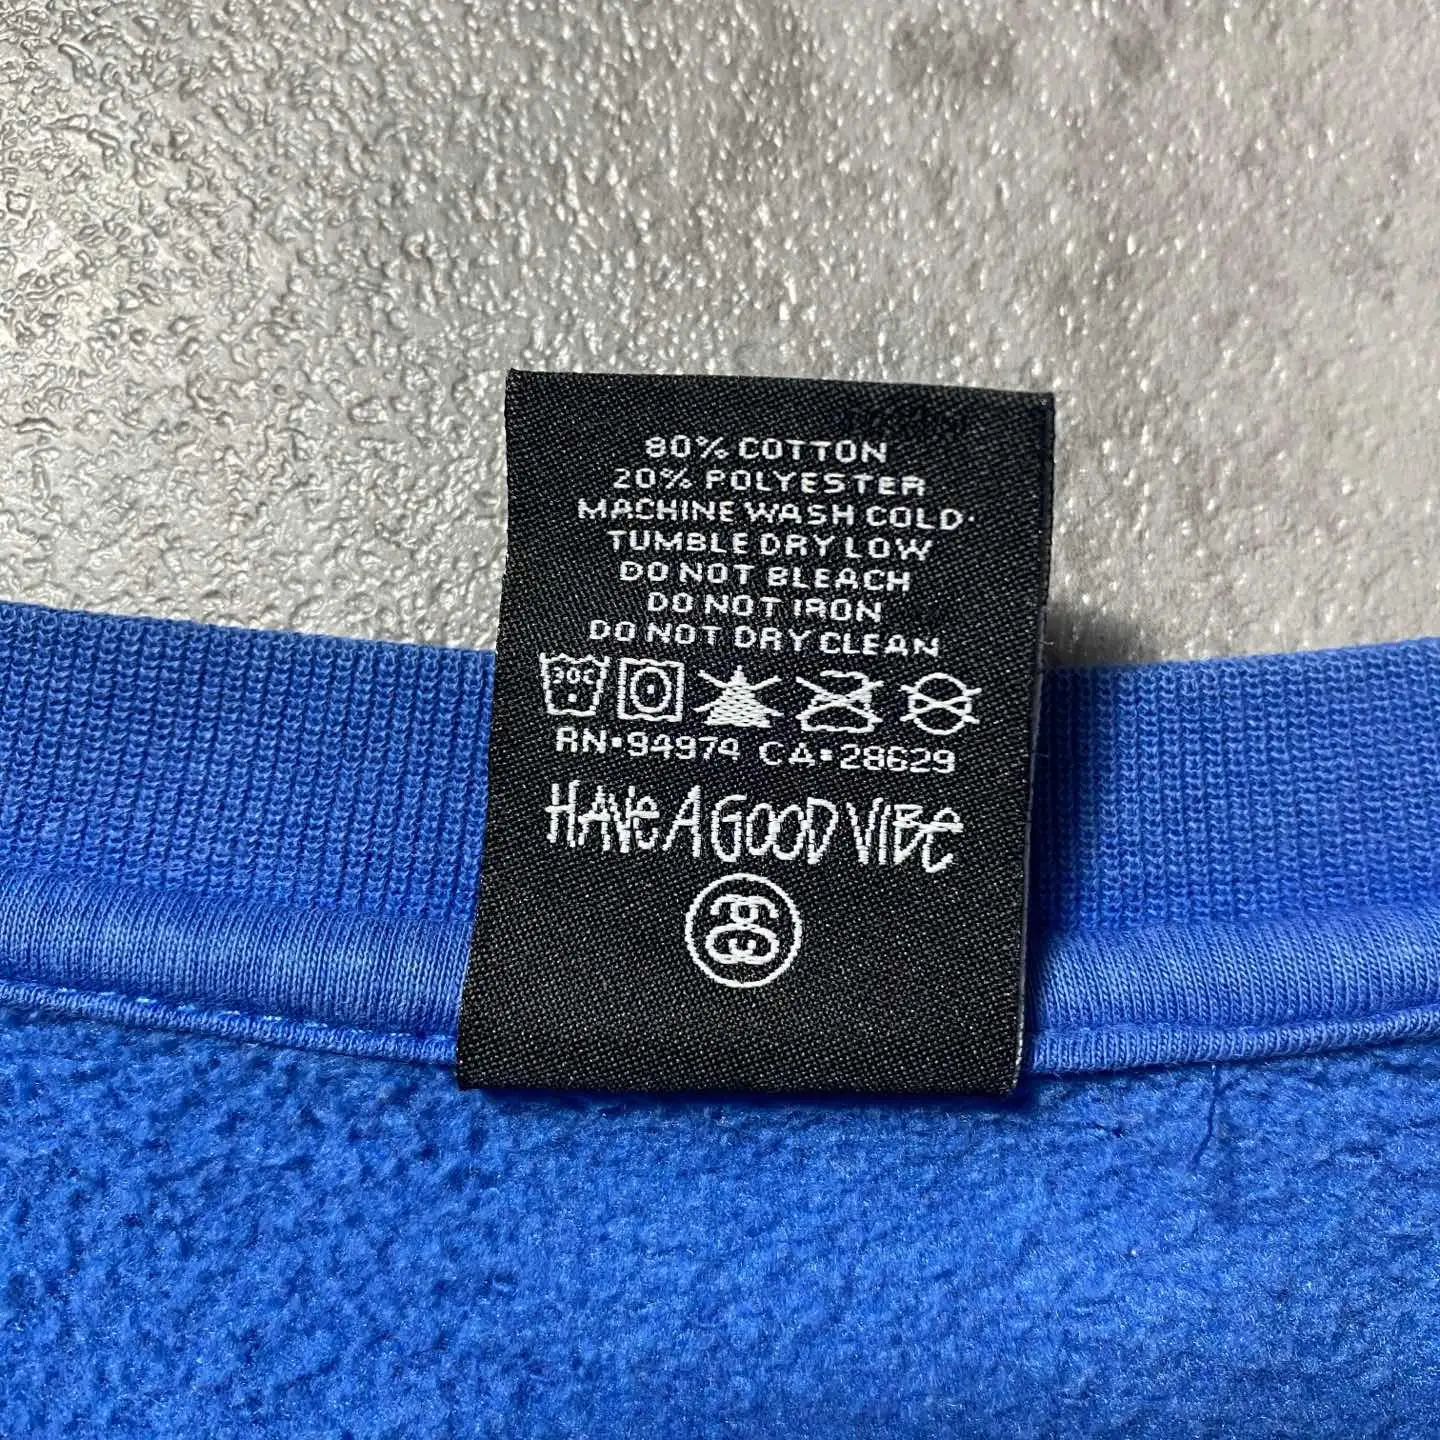 80% COTTON
20% POLYESTER
MACHINE WASH COLD
TUMBLE DRY LOW
DO NOT BLEACH
DO NOT IRON
DO NOT DRY CLEAN
30C
RN•94974 CA•28629
HAVE A GOOD VIBE